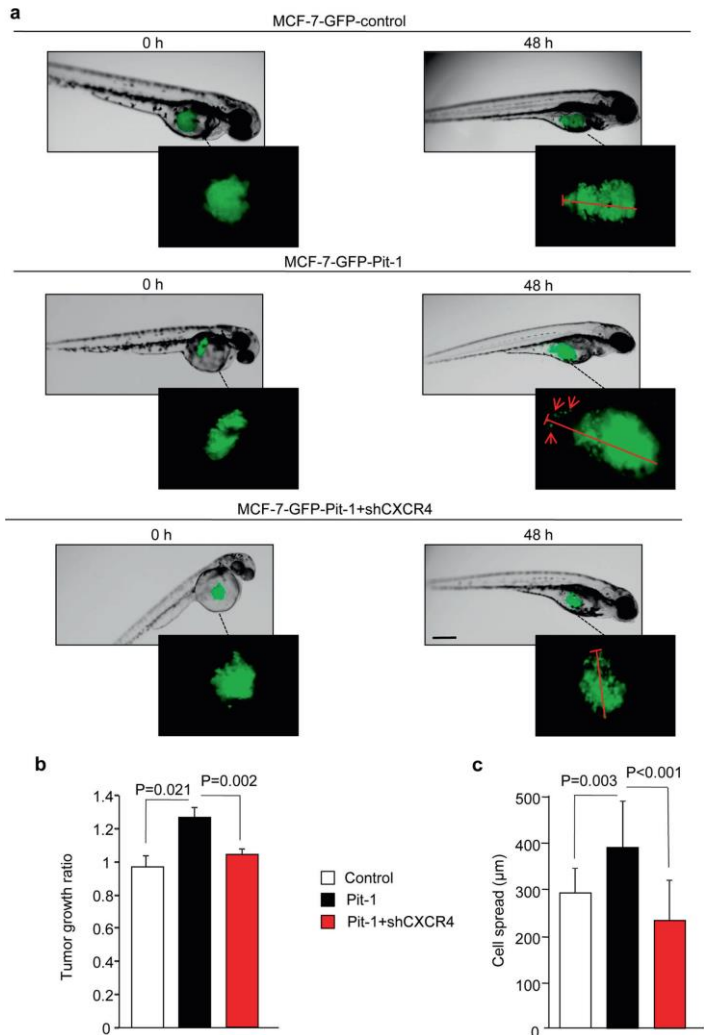 a
MCF-7-GFP-control
0 h
48 h
MCF-7-GFP-Pit-1
0 h
48 h
MCF-7-GFP-Pit-1+shCXCR4
0 h
48 h
b
P=0.021
P=0.002
1.4
1.2
1
0.8
0.6
0.4
0.2
0
Tumor growth ratio
Control
Pit-1
Pit-1+shCXCR4
c
P=0.003
P<0.001
500
400
300
200
100
0
Cell spread (µm)